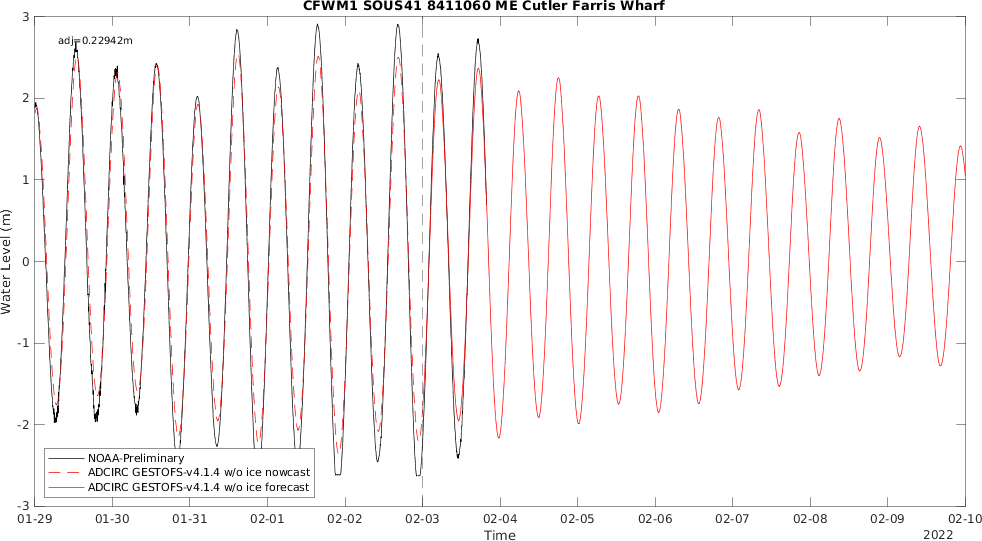 CFWM1 SOUS41 8411060 ME Cutler Farris Wharf
adj=0.22942m
3
2
1
0
-1
-2
-3
Water Level (m)
NOAA-Preliminary
ADCIRC GESTOFS-v4.1.4 w/o ice nowcast
ADCIRC GESTOFS-v4.1.4 w/o ice forecast
01-29 01-30 01-31 02-01 02-02 02-03 02-04 02-05 02-06 02-07 02-08 02-09 02-10
Time
2022